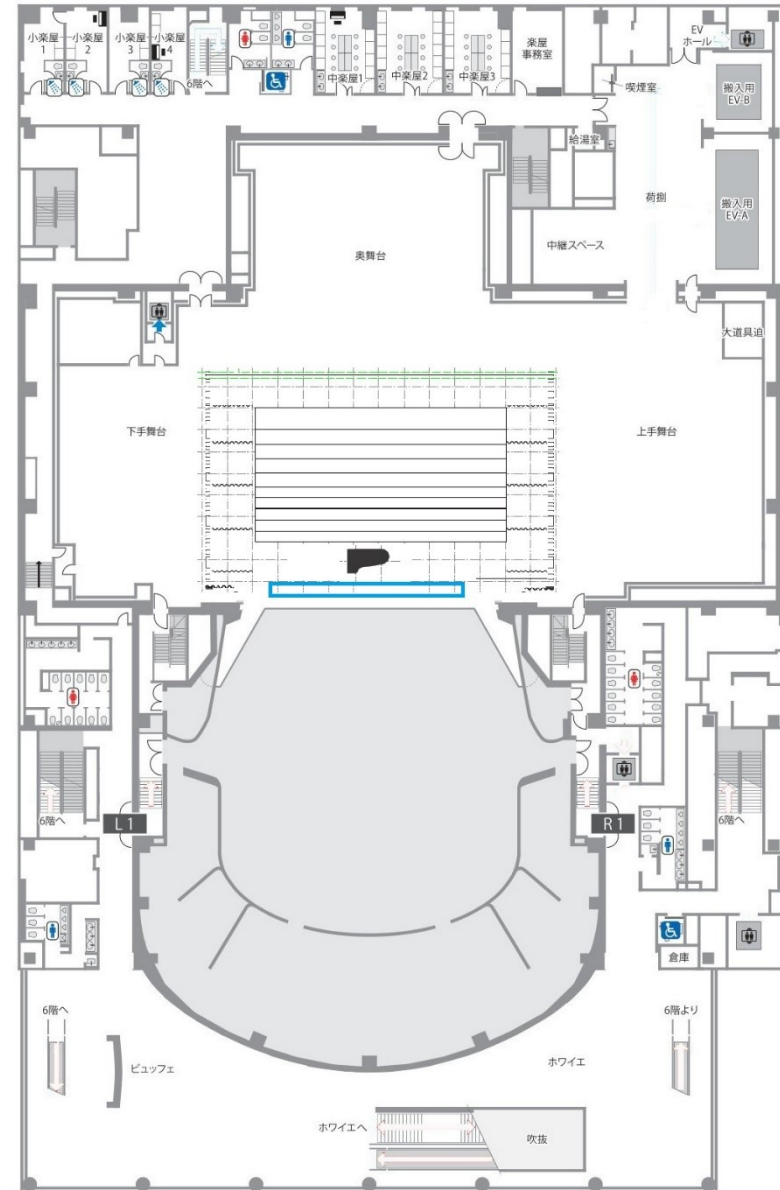 小楽屋
1
小楽屋
2
小楽屋
3
小楽屋
4
6階へ
中楽屋1
中楽屋2
中楽屋3
楽屋
事務室
EV
ホール
喫煙室
搬入用
EV-B
給湯室
荷捌
搬入用
EV-A
中継スペース
奥舞台
大道具迫
下手舞台
上手舞台
6階へ
L1
R1
6階へ
倉庫
6階へ
ビュッフェ
ホワイエ
6階より
ホワイエへ
吹抜